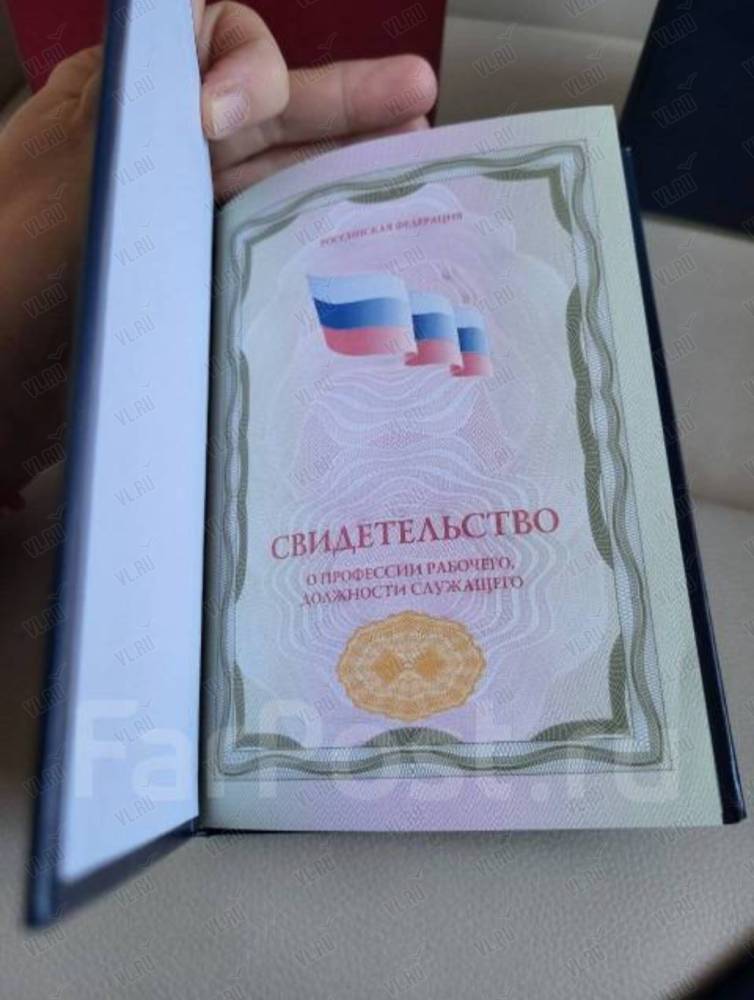 РОССИЙСКАЯ ФЕДЕРАЦИЯ
СВИДЕТЕЛЬСТВО
О ПРОФЕССИИ РАБОЧЕГО,
ДОЛЖНОСТИ СЛУЖАЩЕГО
FarPost.ru
VL.RU